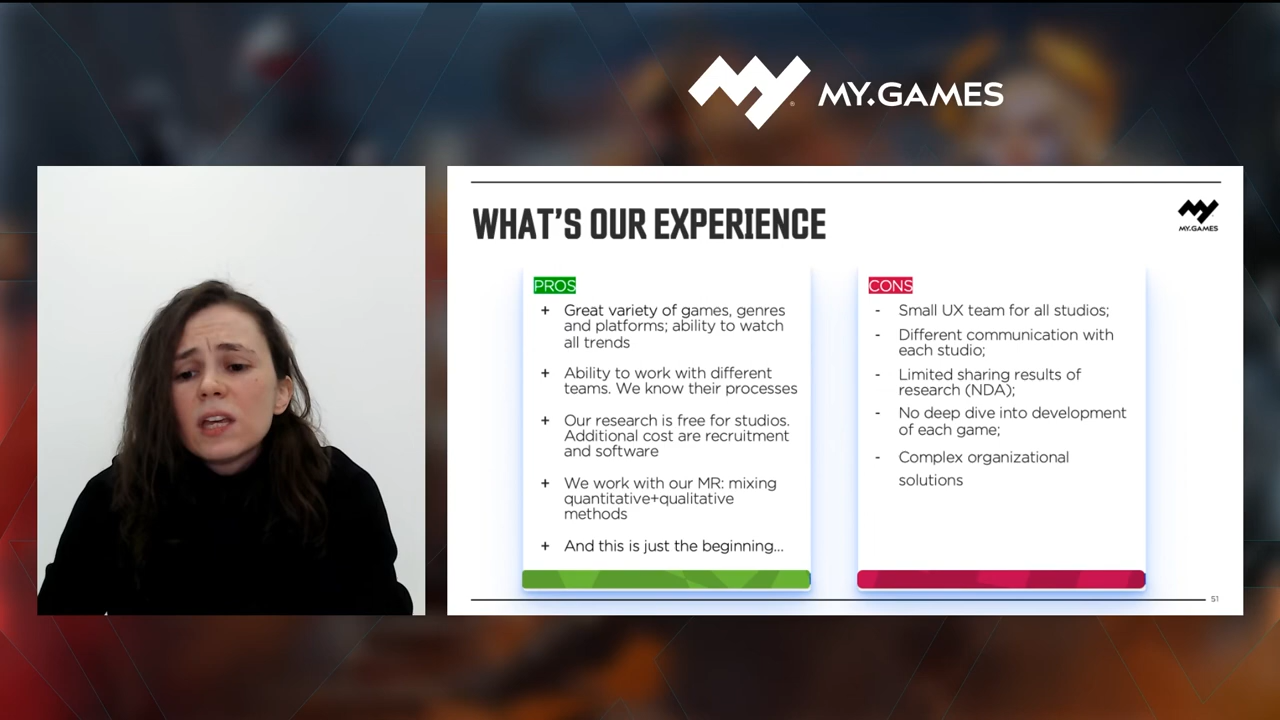 MY.GAMES
WHAT'S OUR EXPERIENCE
MY.GAMES
PROS
+ Great variety of games, genres
and platforms; ability to watch
all trends
+ Ability to work with different
teams. We know their processes
+ Our research is free for studios.
Additional cost are recruitment
and software
+ We work with our MR: mixing
quantitative+qualitative
methods
+ And this is just the beginning...
CONS
- Small UX team for all studios;
- Different communication with
each studio;
- Limited sharing results of
research (NDA);
- No deep dive into development
of each game;
- Complex organizational
solutions
51